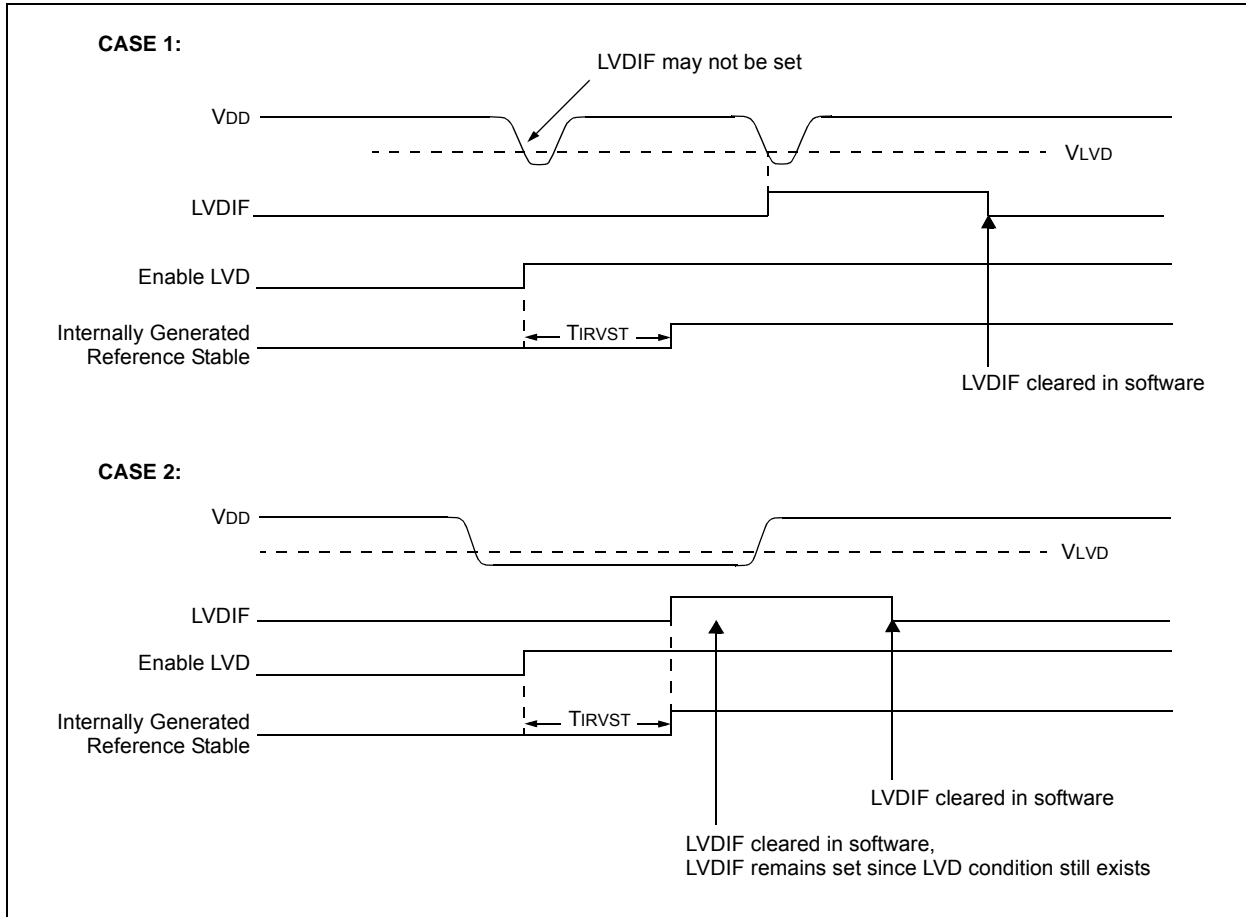 CASE 1:
LVDIF may not be set
VDD
VLVD
LVDIF
Enable LVD
Internally Generated
Reference Stable
TIRVST
LVDIF cleared in software
CASE 2:
VDD
VLVD
LVDIF
Enable LVD
Internally Generated
Reference Stable
TIRVST
LVDIF cleared in software
LVDIF cleared in software,
LVDIF remains set since LVD condition still exists